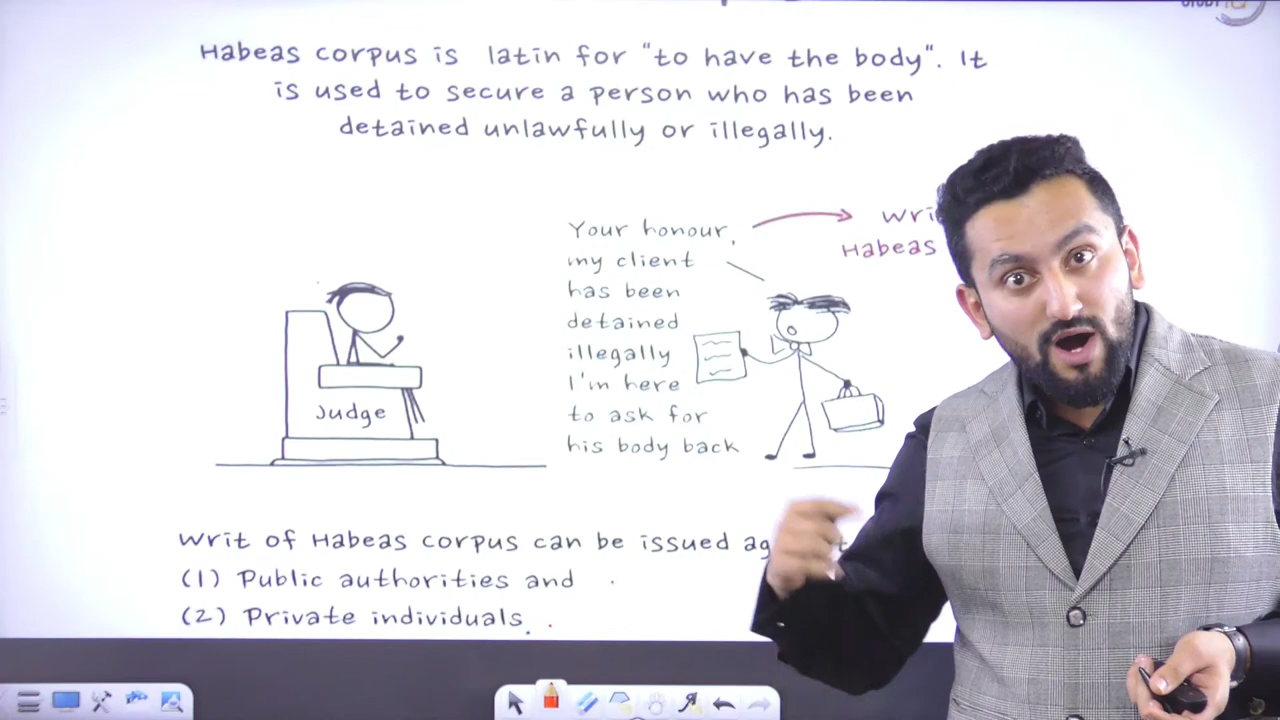 Habeas corpus is latin for "to have the body". It
is used to secure a person who has been
detained unlawfully or illegally.
Your honour,
my client
has been
detained
illegally
I'm here
to ask for
his body back
Habeas
Judge
Writ of Habeas corpus can be issued
(1) Public authorities and
(2) Private individuals.